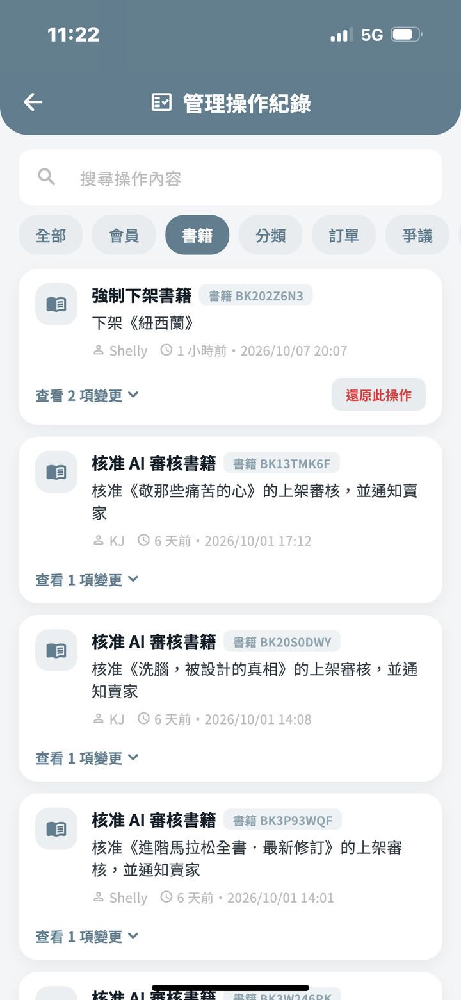 11:22
5G
管理操作紀錄
搜尋操作內容
全部 會員 書籍 分類 訂單 爭議
強制下架書籍 書籍 BK202Z6N3
下架《紐西蘭》
Shelly 1 小時前・2026/10/07 20:07
查看 2 項變更 還原此操作
核准 AI 審核書籍 書籍 BK13TMK6F
核准《敬那些痛苦的心》的上架審核，並通知賣
家
KJ 6 天前・2026/10/01 17:12
查看 1 項變更
核准 AI 審核書籍 書籍 BK20S0DWY
核准《洗腦，被設計的真相》的上架審核，並通
知賣家
KJ 6 天前・2026/10/01 14:08
查看 1 項變更
核准 AI 審核書籍 書籍 BK3P93WQF
核准《進階馬拉松全書．最新修訂》的上架審
核，並通知賣家
Shelly 6 天前・2026/10/01 14:01
查看 1 項變更
核准 AI 審核書籍 書籍